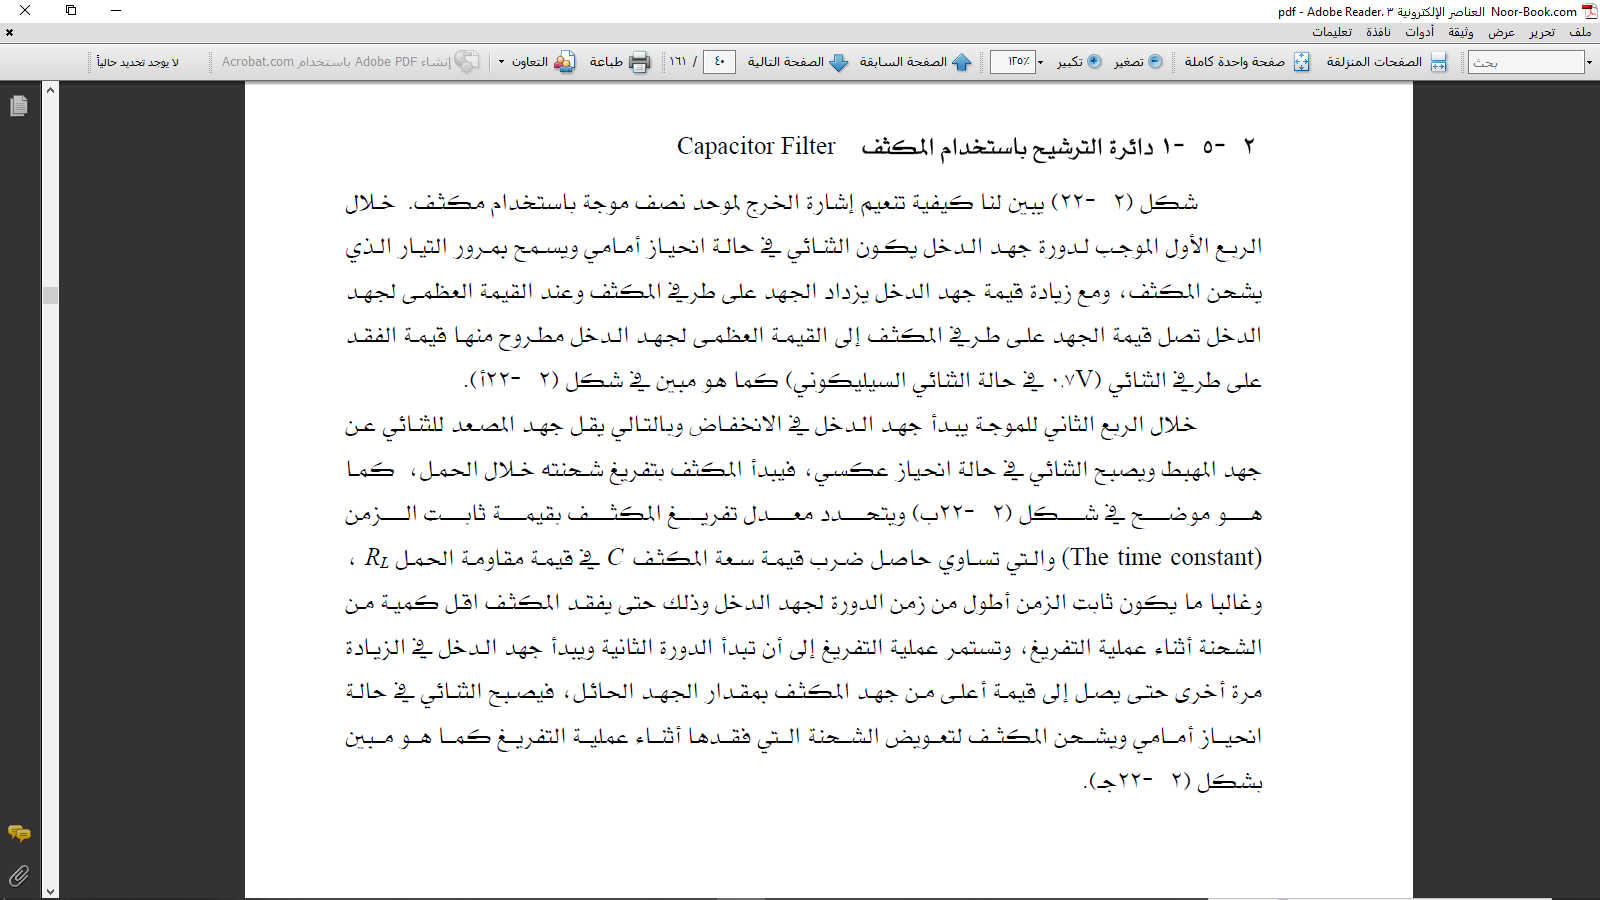 Noor-Book.com العناصر الإلكترونية ٣ .pdf - Adobe Reader
ملف تحرير عرض وثيقة أدوات نافذة تعليمات
بحث الصفحات المنزلقة صفحة واحدة كاملة تصغير تكبير ١٢٥٪ الصفحة السابقة الصفحة التالية ٤٠ / ١٦١ طباعة التعاون إنشاء Adobe PDF باستخدام Acrobat.com لا يوجد تحديد حالياً
٢ -٥ -١ دائرة الترشيح باستخدام المكثف Capacitor Filter
شكل (٢ -٢٢) يبين لنا كيفية تنعيم إشارة الخرج لموحد نصف موجة باستخدام مكثف. خلال
الربع الأول الموجب لدورة جهد الدخل يكون الثنائي في حالة انحياز أمامي ويسمح بمرور التيار الذي
يشحن المكثف، ومع زيادة قيمة جهد الدخل يزداد الجهد على طرفي المكثف وعند القيمة العظمى لجهد
الدخل تصل قيمة الجهد على طرفي المكثف إلى القيمة العظمى لجهد الدخل مطروح منها قيمة الفقد
على طرفي الثنائي (٠.٧V في حالة الثنائي السيليكوني) كما هو مبين في شكل (٢ -٢٢أ).
خلال الربع الثاني للموجة يبدأ جهد الدخل في الانخفاض وبالتالي يقل جهد المصعد للثنائي عن
جهد المهبط ويصبح الثنائي في حالة انحياز عكسي، فيبدأ المكثف بتفريغ شحنته خلال الحمل، كما
هو موضح في شكل (٢ -٢٢ب) ويتحدد معدل تفريغ المكثف بقيمة ثابت الزمن
(The time constant) والتي تساوي حاصل ضرب قيمة سعة المكثف C في قيمة مقاومة الحمل RL ،
وغالبا ما يكون ثابت الزمن أطول من زمن الدورة لجهد الدخل وذلك حتى يفقد المكثف اقل كمية من
الشحنة أثناء عملية التفريغ، وتستمر عملية التفريغ إلى أن تبدأ الدورة الثانية ويبدأ جهد الدخل في الزيادة
مرة أخرى حتى يصل إلى قيمة أعلى من جهد المكثف بمقدار الجهد الحائل، فيصبح الثنائي في حالة
انحياز أمامي ويشحن المكثف لتعويض الشحنة التي فقدها أثناء عملية التفريغ كما هو مبين
بشكل (٢ -٢٢جـ).